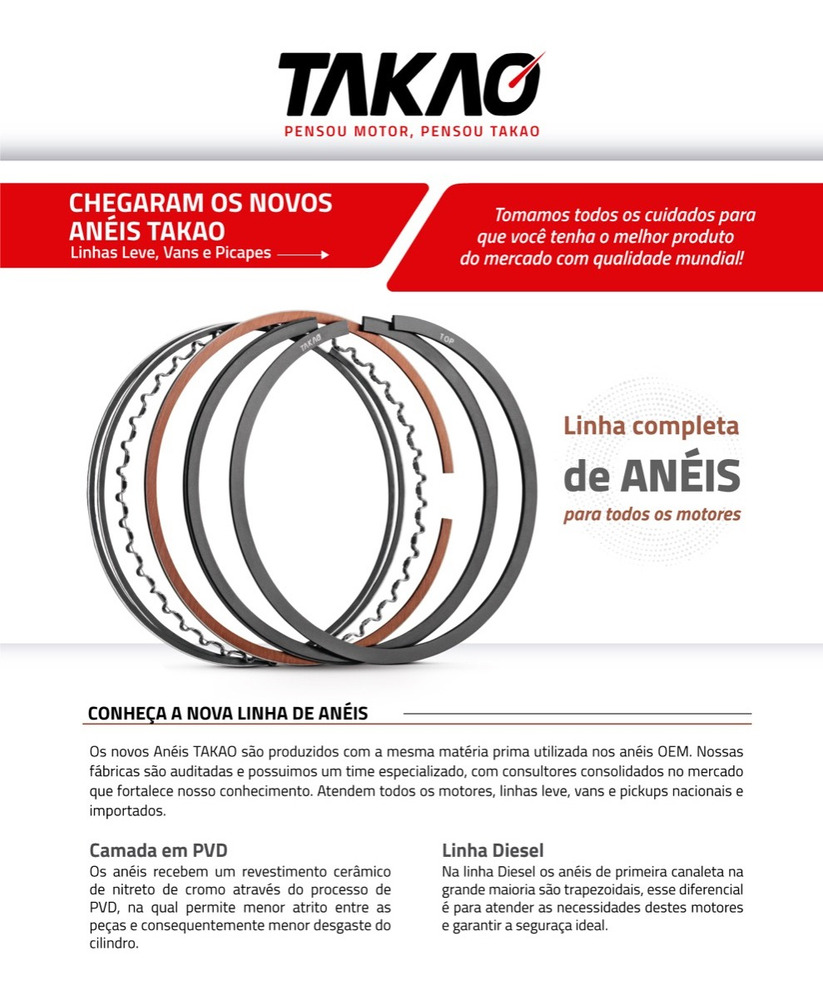 TAKAO
PENSOU MOTOR, PENSOU TAKAO
CHEGARAM OS NOVOS
ANÉIS TAKAO
Linhas Leve, Vans e Picapes
Tomamos todos os cuidados para
que você tenha o melhor produto
do mercado com qualidade mundial!
TAKAO
TOP
Linha completa
de ANÉIS
para todos os motores
CONHEÇA A NOVA LINHA DE ANÉIS
Os novos Anéis TAKAO são produzidos com a mesma matéria prima utilizada nos anéis OEM. Nossas
fábricas são auditadas e possuimos um time especializado, com consultores consolidados no mercado
que fortalece nosso conhecimento. Atendem todos os motores, linhas leve, vans e pickups nacionais e
importados.
Camada em PVD
Os anéis recebem um revestimento cerâmico
de nitreto de cromo através do processo de
PVD, na qual permite menor atrito entre as
peças e consequentemente menor desgaste do
cilindro.
Linha Diesel
Na linha Diesel os anéis de primeira canaleta na
grande maioria são trapezoidais, esse diferencial
é para atender as necessidades destes motores
e garantir a seguraça ideal.